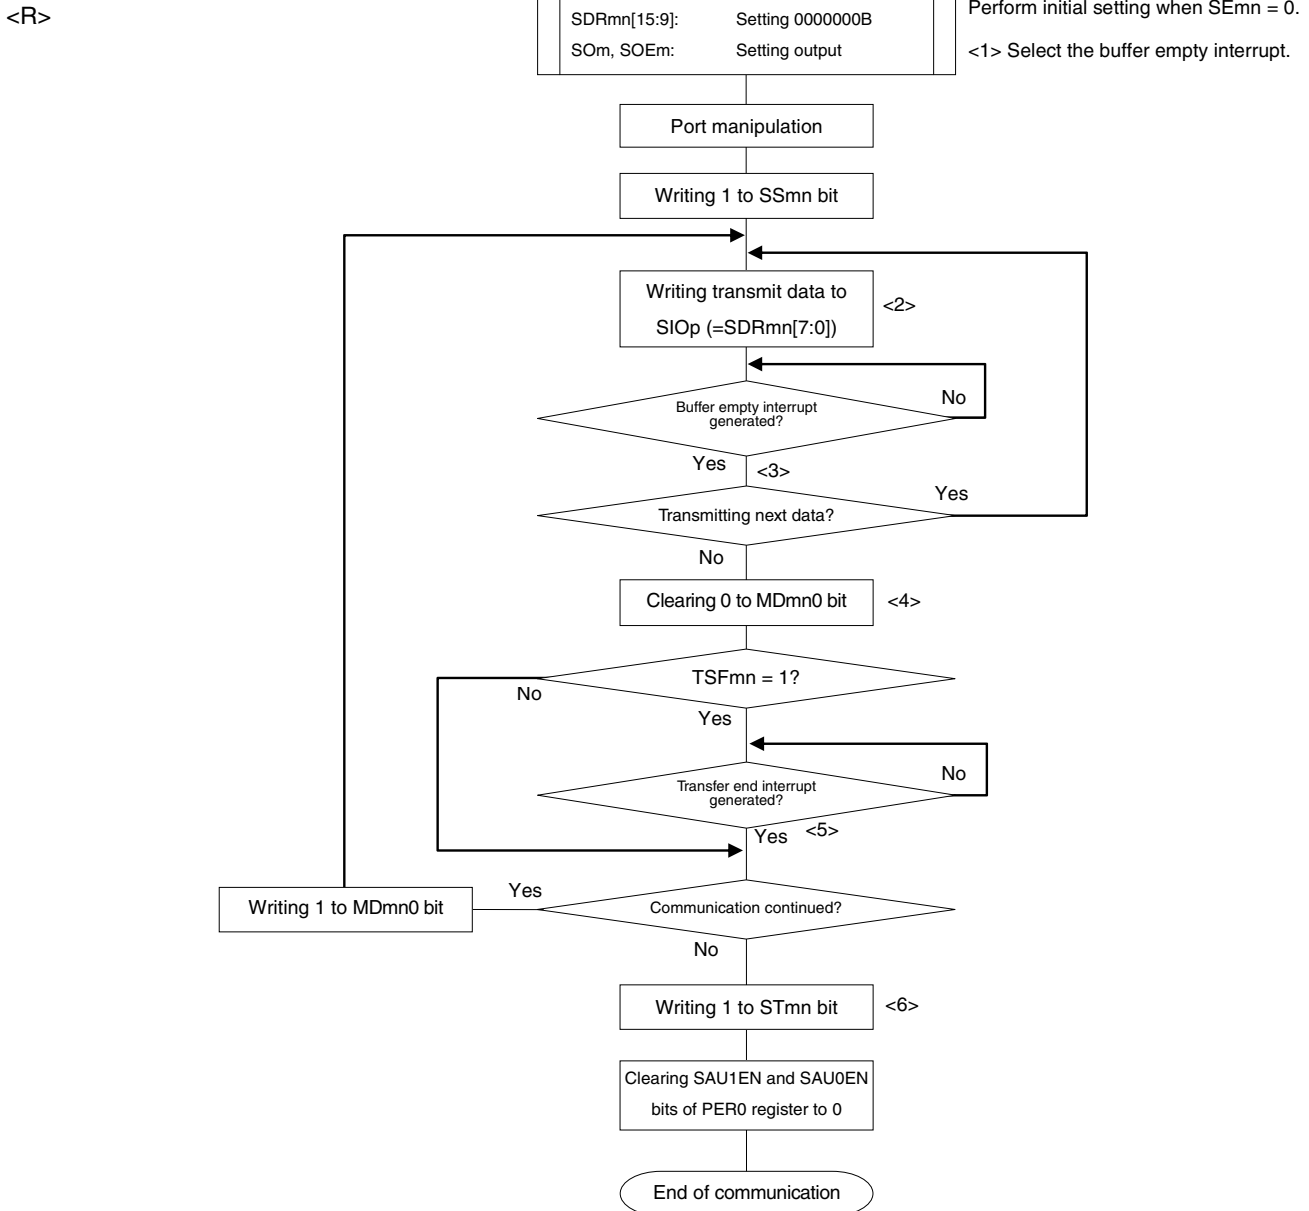 <R>
SDRmn[15:9]: Setting 0000000B
Perform initial setting when SEmn = 0.
SOm, SOEm: Setting output
<1> Select the buffer empty interrupt.
Port manipulation
Writing 1 to SSmn bit
Writing transmit data to
SIOp (=SDRmn[7:0])
<2>
No
Buffer empty interrupt
generated?
Yes
<3>
Yes
Transmitting next data?
No
Clearing 0 to MDmn0 bit
<4>
TSFmn = 1?
No
Yes
No
Transfer end interrupt
generated?
Yes
<5>
Yes
Writing 1 to MDmn0 bit
Communication continued?
No
Writing 1 to STmn bit
<6>
Clearing SAU1EN and SAU0EN
bits of PER0 register to 0
End of communication